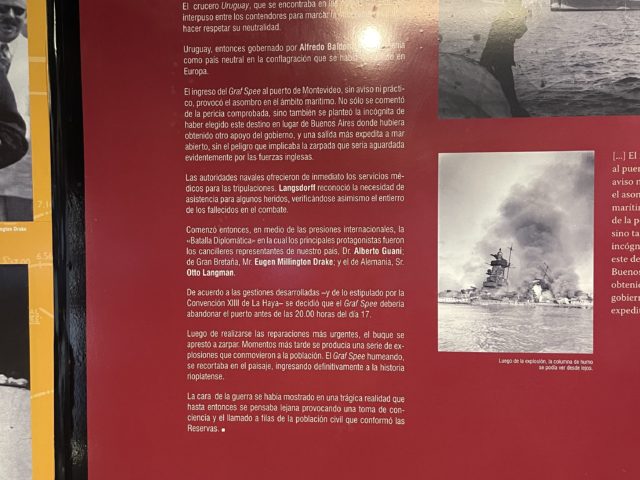 El crucero Uruguay, que se encontraba en
interpuso entre los contendores para marcar
hacer respetar su neutralidad.
Uruguay, entonces gobernado por Alfredo
como país neutral en la conflagración que se
Europa.
El ingreso del Graf Spee al puerto de Montevideo, sin aviso ni prácti-
co, provocó el asombro en el ámbito marítimo. No sólo se comentó
de la pericia comprobada, sino también se planteó la incógnita de
haber elegido este destino en lugar de Buenos Aires donde hubiera
obtenido otro apoyo del gobierno, y una salida más expedita a mar
abierto, sin el peligro que implicaba la zarpada que sería aguardada
evidentemente por las fuerzas inglesas.
Las autoridades navales ofrecieron de inmediato los servicios mé-
dicos para las tripulaciones. Langsdorff reconoció la necesidad de
asistencia para algunos heridos, verificándose asimismo el entierro
de los fallecidos en el combate.
Comenzó entonces, en medio de las presiones internacionales, la
«Batalla Diplomática» en la cual los principales protagonistas fueron
los cancilleres representantes de nuestro país, Dr. Alberto Guani;
de Gran Bretaña, Mr. Eugen Millington Drake; y el de Alemania, Sr.
Otto Langman.
De acuerdo a las gestiones desarrolladas –y de lo estipulado por la
Convención XIIII de La Haya– se decidió que el Graf Spee debería
abandonar el puerto antes de las 20.00 horas del día 17.
Luego de realizarse las reparaciones más urgentes, el buque se
aprestó a zarpar. Momentos más tarde se producía una serie de ex-
plosiones que conmovieron a la población. El Graf Spee humeando,
se recortaba en el paisaje, ingresando definitivamente a la historia
rioplatense.
La cara de la guerra se había mostrado en una trágica realidad que
hasta entonces se pensaba lejana provocando una toma de con-
ciencia y el llamado a filas de la población civil que conformó las
Reservas.
Luego de la explosión, la columna de humo
se podía ver desde lejos.
[...] El
al puer
aviso n
el asom
marítim
de la p
sino ta
incógn
este de
Buenos
obteni
gobier
expedi
ington Drake